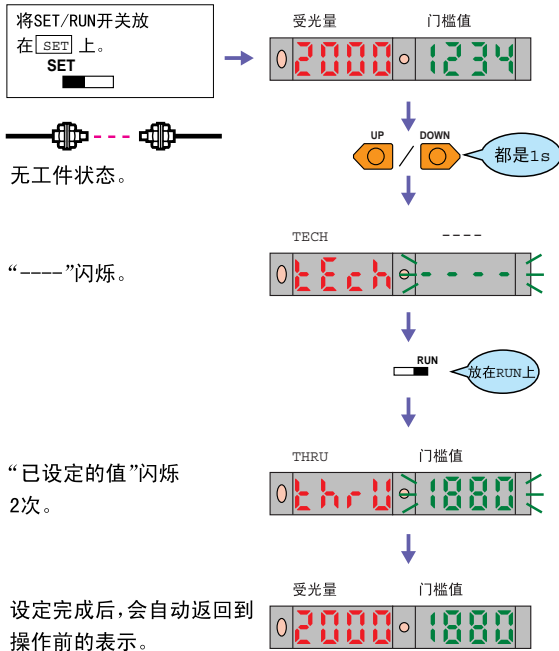 将SET/RUN开关放
在 SET 上。
SET
受光量 门槛值
2000 1234
UP DOWN
都是1s
无工件状态。
TECH ----
“----”闪烁。
tEch ----
RUN
放在RUN上
THRU 门槛值
“已设定的值”闪烁
2次。
thrU 1880
受光量 门槛值
设定完成后,会自动返回到
操作前的表示。
2000 1880